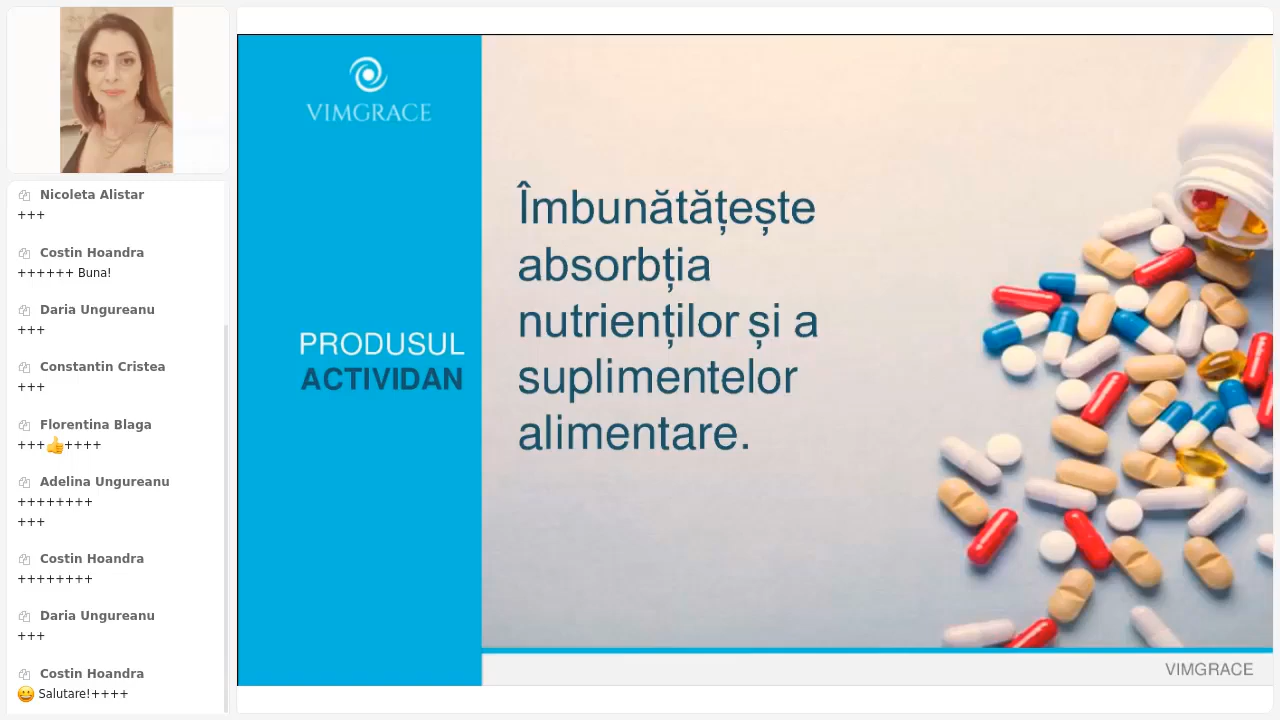 Nicoleta Alistar
+++
Costin Hoandra
++++++ Buna!
Daria Ungureanu
+++
Constantin Cristea
+++
Florentina Blaga
+++👍++++
Adelina Ungureanu
++++++++
+++
Costin Hoandra
++++++++
Daria Ungureanu
+++
Costin Hoandra
😀 Salutare!++++
VIMGRACE
PRODUSUL
ACTIVIDAN
Îmbunătățește
absorbția
nutrienților și a
suplimentelor
alimentare.
VIMGRACE